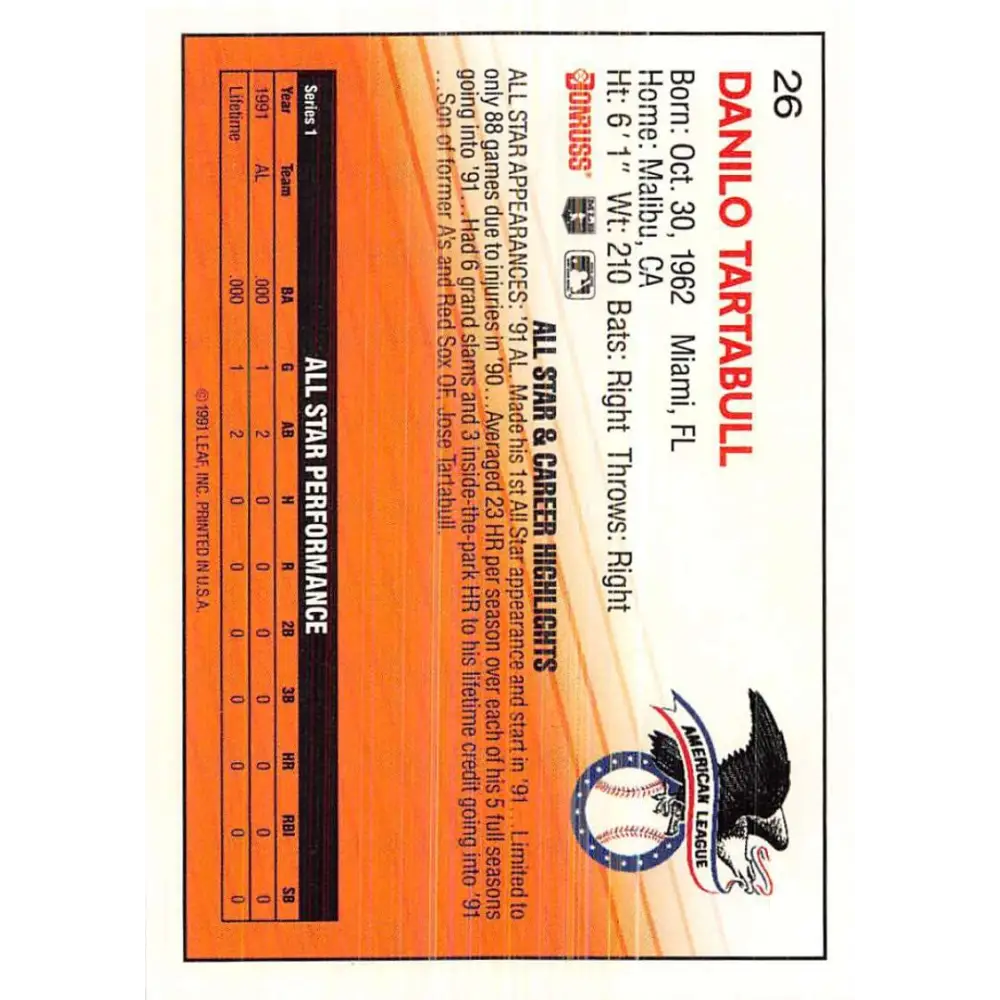 26
DANILO TARTABULL
Born: Oct. 30, 1962 Miami, FL
Home: Malibu, CA
Ht: 6' 1" Wt: 210 Bats: Right Throws: Right
DONRUSS®
MLB
AMERICAN LEAGUE
ALL STAR & CAREER HIGHLIGHTS
ALL STAR APPEARANCES: '91 AL. Made his 1st All Star appearance and start in '91...Limited to
only 88 games due to injuries in '90...Averaged 23 HR per season over each of his 5 full seasons
going into '91...Had 6 grand slams and 3 inside-the-park HR to his lifetime credit going into '91
...Son of former A's and Red Sox OF, Jose Tartabull.
Series 1 ALL STAR PERFORMANCE
Year Team BA G AB H R 2B 3B HR RBI SB
1991 AL .000 1 2 0 0 0 0 0 0 0
Lifetime .000 1 2 0 0 0 0 0 0 0
©1991 LEAF, INC. PRINTED IN U.S.A.